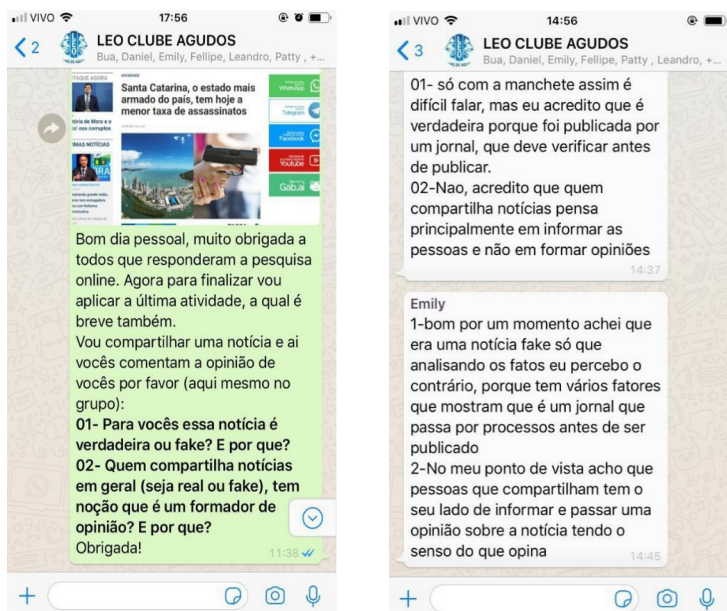 VIVO 17:56
2 LEO CLUBE AGUDOS
Bua, Daniel, Emily, Fellipe, Leandro, Patty , +...
Santa Catarina, o estado mais
armado do país, tem hoje a
menor taxa de assassinatos
WhatsApp
Telegram
Facebook
Youtube
Gab.ai
Bom dia pessoal, muito obrigada a
todos que responderam a pesquisa
online. Agora para finalizar vou
aplicar a última atividade, a qual é
breve também.
Vou compartilhar uma notícia e ai
vocês comentam a opinião de
vocês por favor (aqui mesmo no
grupo):
01- Para vocês essa notícia é
verdadeira ou fake? E por que?
02- Quem compartilha notícias
em geral (seja real ou fake), tem
noção que é um formador de
opinião? E por que?
Obrigada!
11:38
VIVO 14:56
3 LEO CLUBE AGUDOS
Bua, Daniel, Emily, Fellipe, Patty , Leandro, +...
01- só com a manchete assim é
difícil falar, mas eu acredito que é
verdadeira porque foi publicada por
um jornal, que deve verificar antes
de publicar.
02-Nao, acredito que quem
compartilha notícias pensa
principalmente em informar as
pessoas e não em formar opiniões
14:37
Emily
1-bom por um momento achei que
era uma notícia fake só que
analisando os fatos eu percebo o
contrário, porque tem vários fatores
que mostram que é um jornal que
passa por processos antes de ser
publicado
2-No meu ponto de vista acho que
pessoas que compartilham tem o
seu lado de informar e passar uma
opinião sobre a notícia tendo o
senso do que opina
14:45